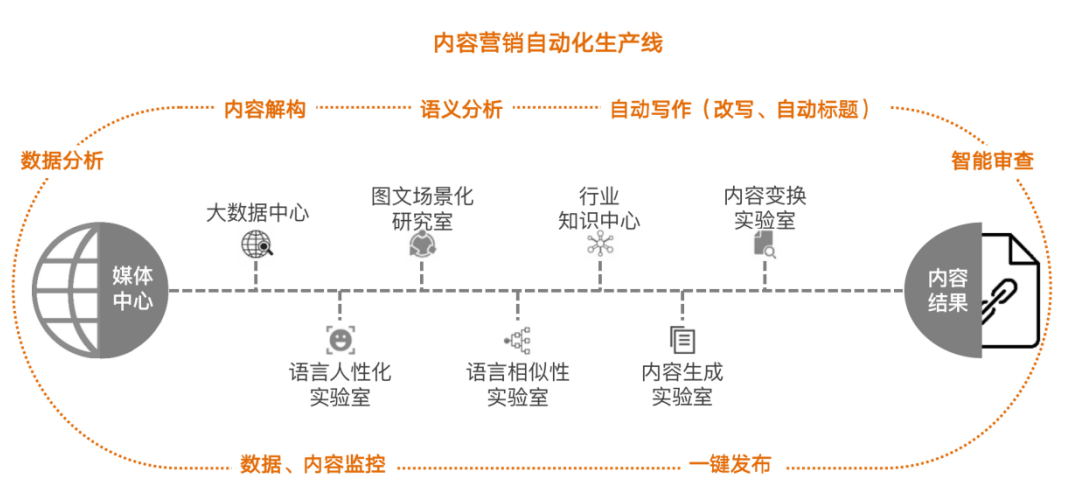 内容营销自动化生产线
内容解构
语义分析
自动写作（改写、自动标题）
数据分析
智能审查
大数据中心
图文场景化
研究室
行业
知识中心
内容变换
实验室
媒体
中心
内容
结果
语言人性化
实验室
语言相似性
实验室
内容生成
实验室
数据、内容监控
一键发布